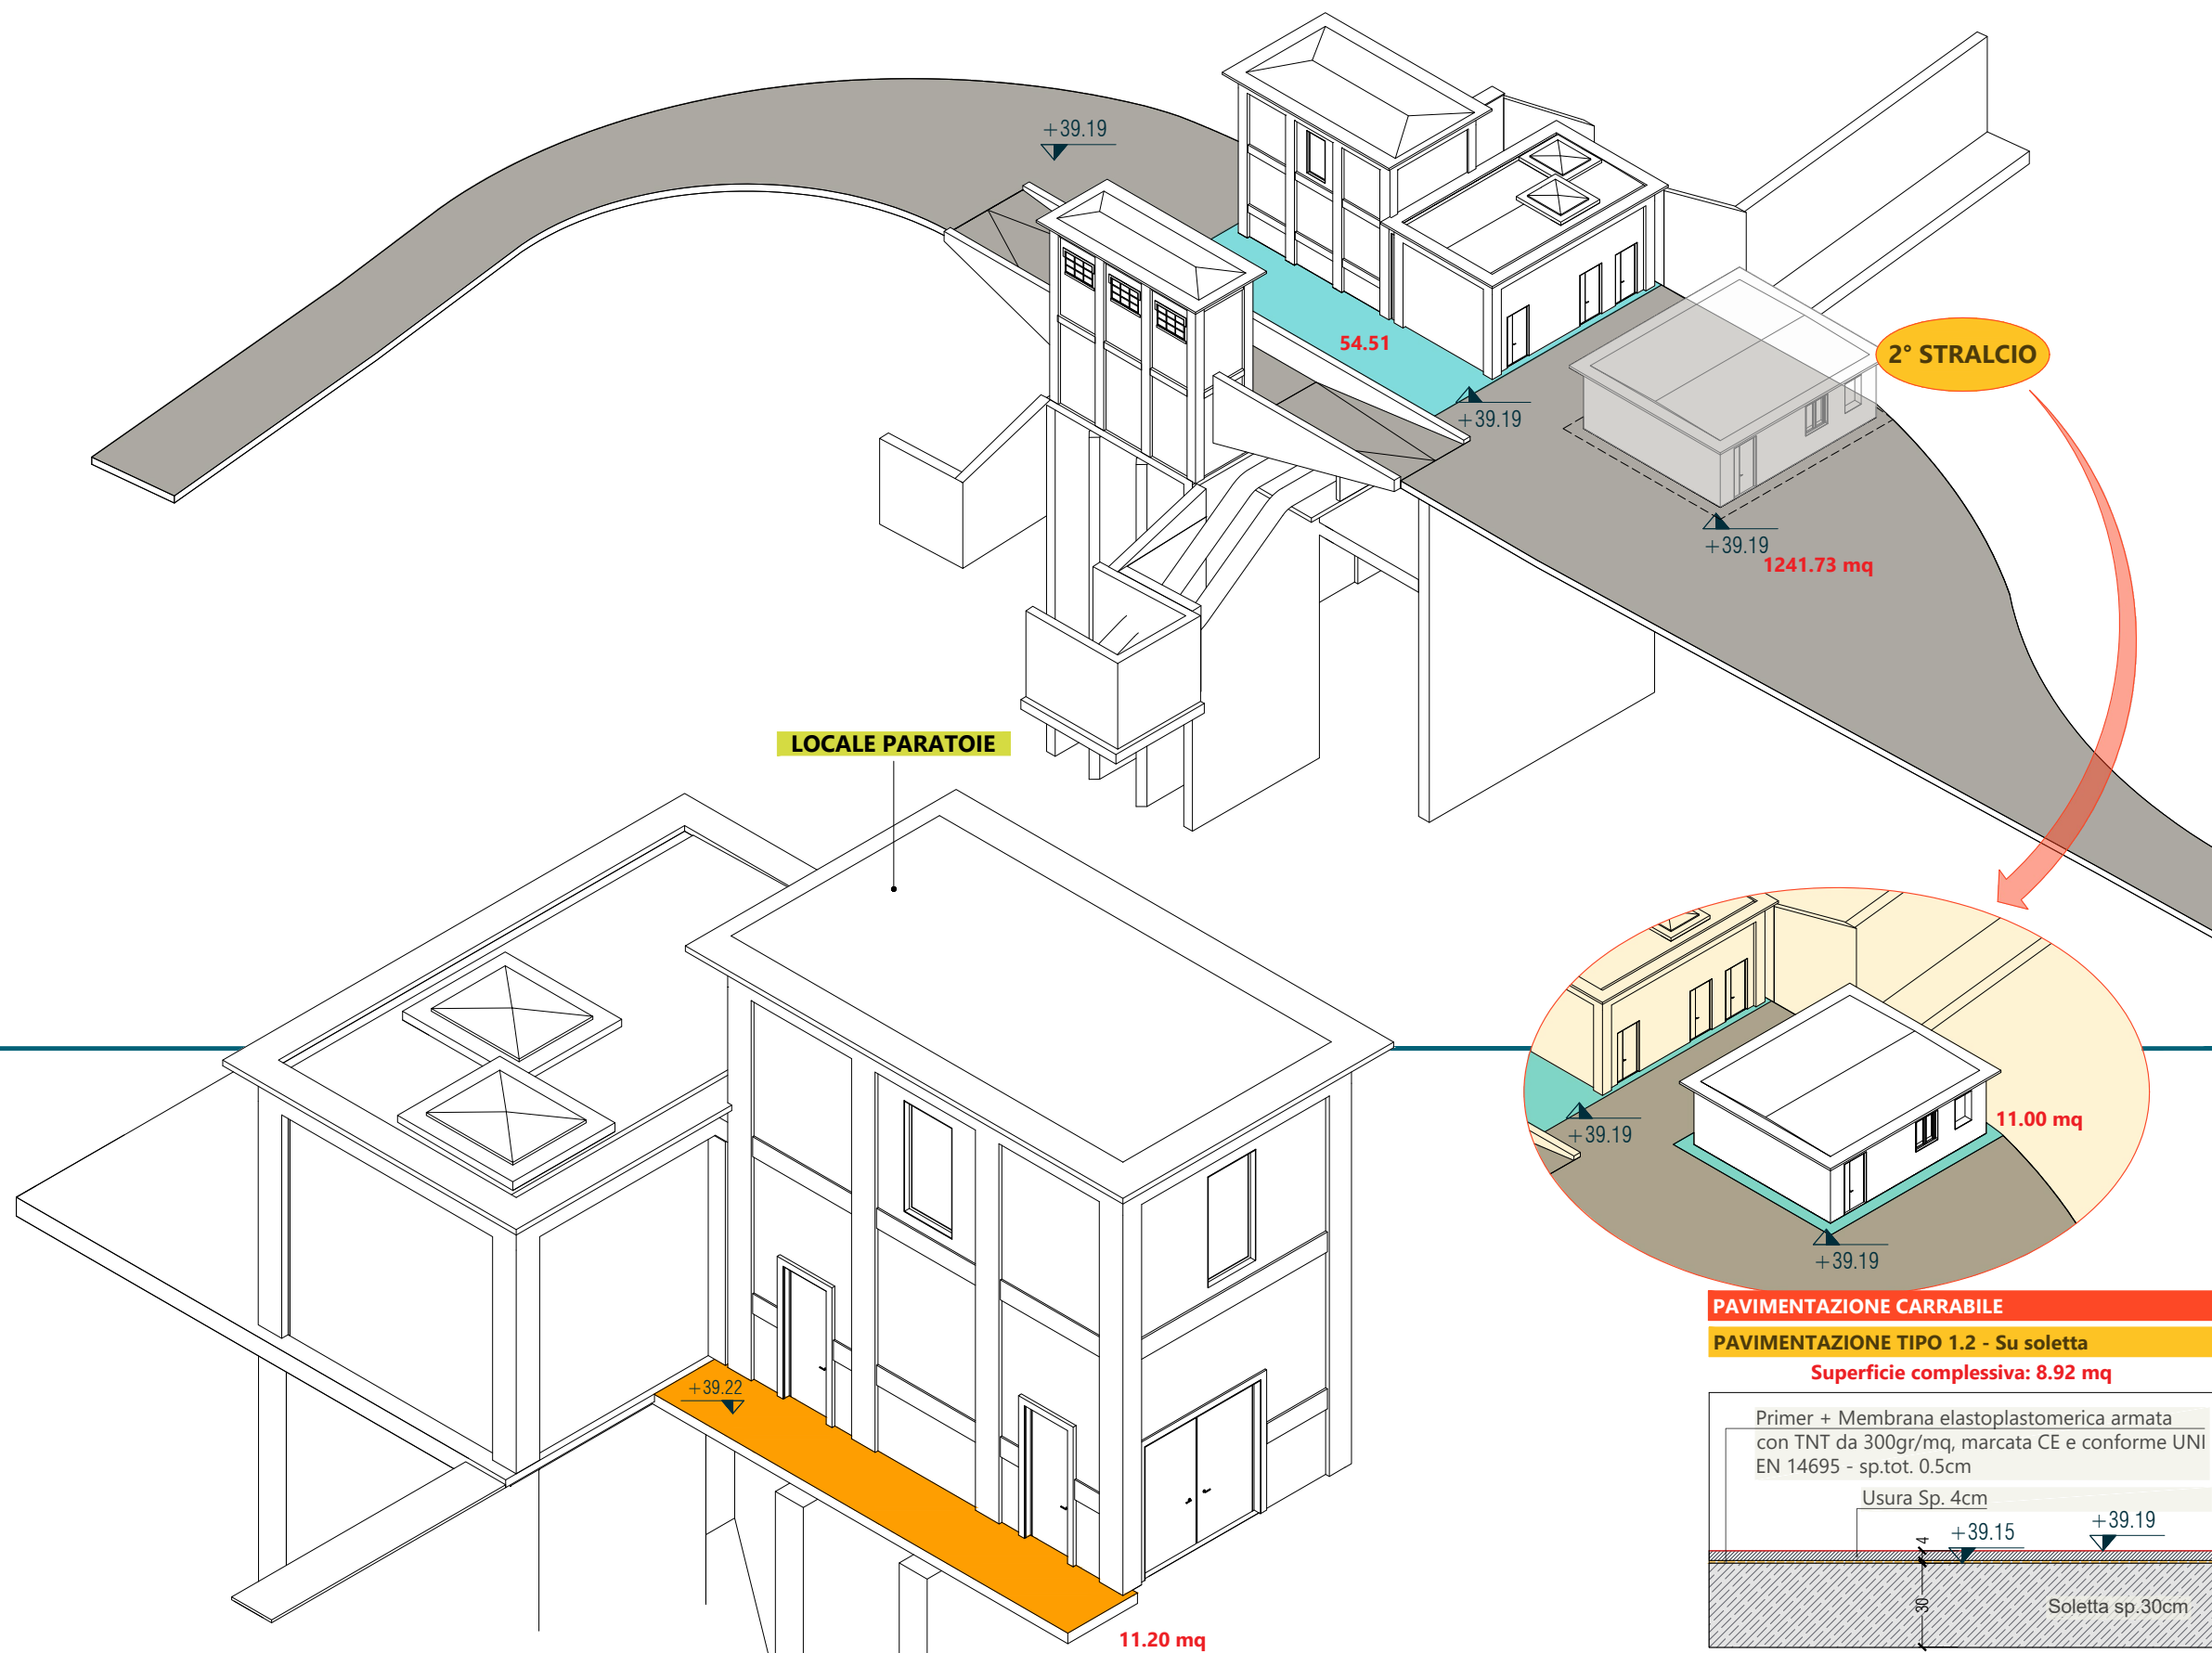 +39.19
54.51
2° STRALCIO
+39.19
+39.19
1241.73 mq
LOCALE PARATOIE
+39.19
11.00 mq
+39.19
PAVIMENTAZIONE CARRABILE
PAVIMENTAZIONE TIPO 1.2 - Su soletta
Superficie complessiva: 8.92 mq
+39.22
Primer + Membrana elastoplastomerica armata
con TNT da 300gr/mq, marcata CE e conforme UNI
EN 14695 - sp.tot. 0.5cm
Usura Sp. 4cm
4
+39.15
+39.19
30
Soletta sp.30cm
11.20 mq